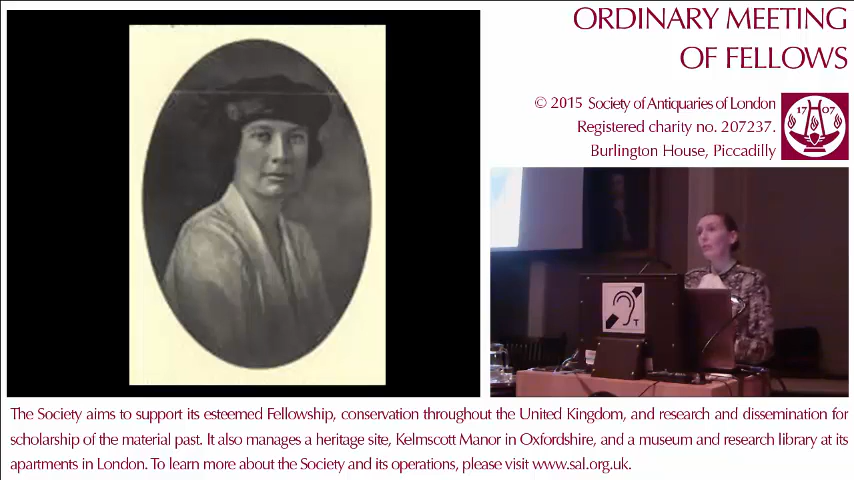 ORDINARY MEETING
OF FELLOWS
© 2015 Society of Antiquaries of London
Registered charity no. 207237.
Burlington House, Piccadilly
17 07
T
The Society aims to support its esteemed Fellowship, conservation throughout the United Kingdom, and research and dissemination for
scholarship of the material past. It also manages a heritage site, Kelmscott Manor in Oxfordshire, and a museum and research library at its
apartments in London. To learn more about the Society and its operations, please visit www.sal.org.uk.